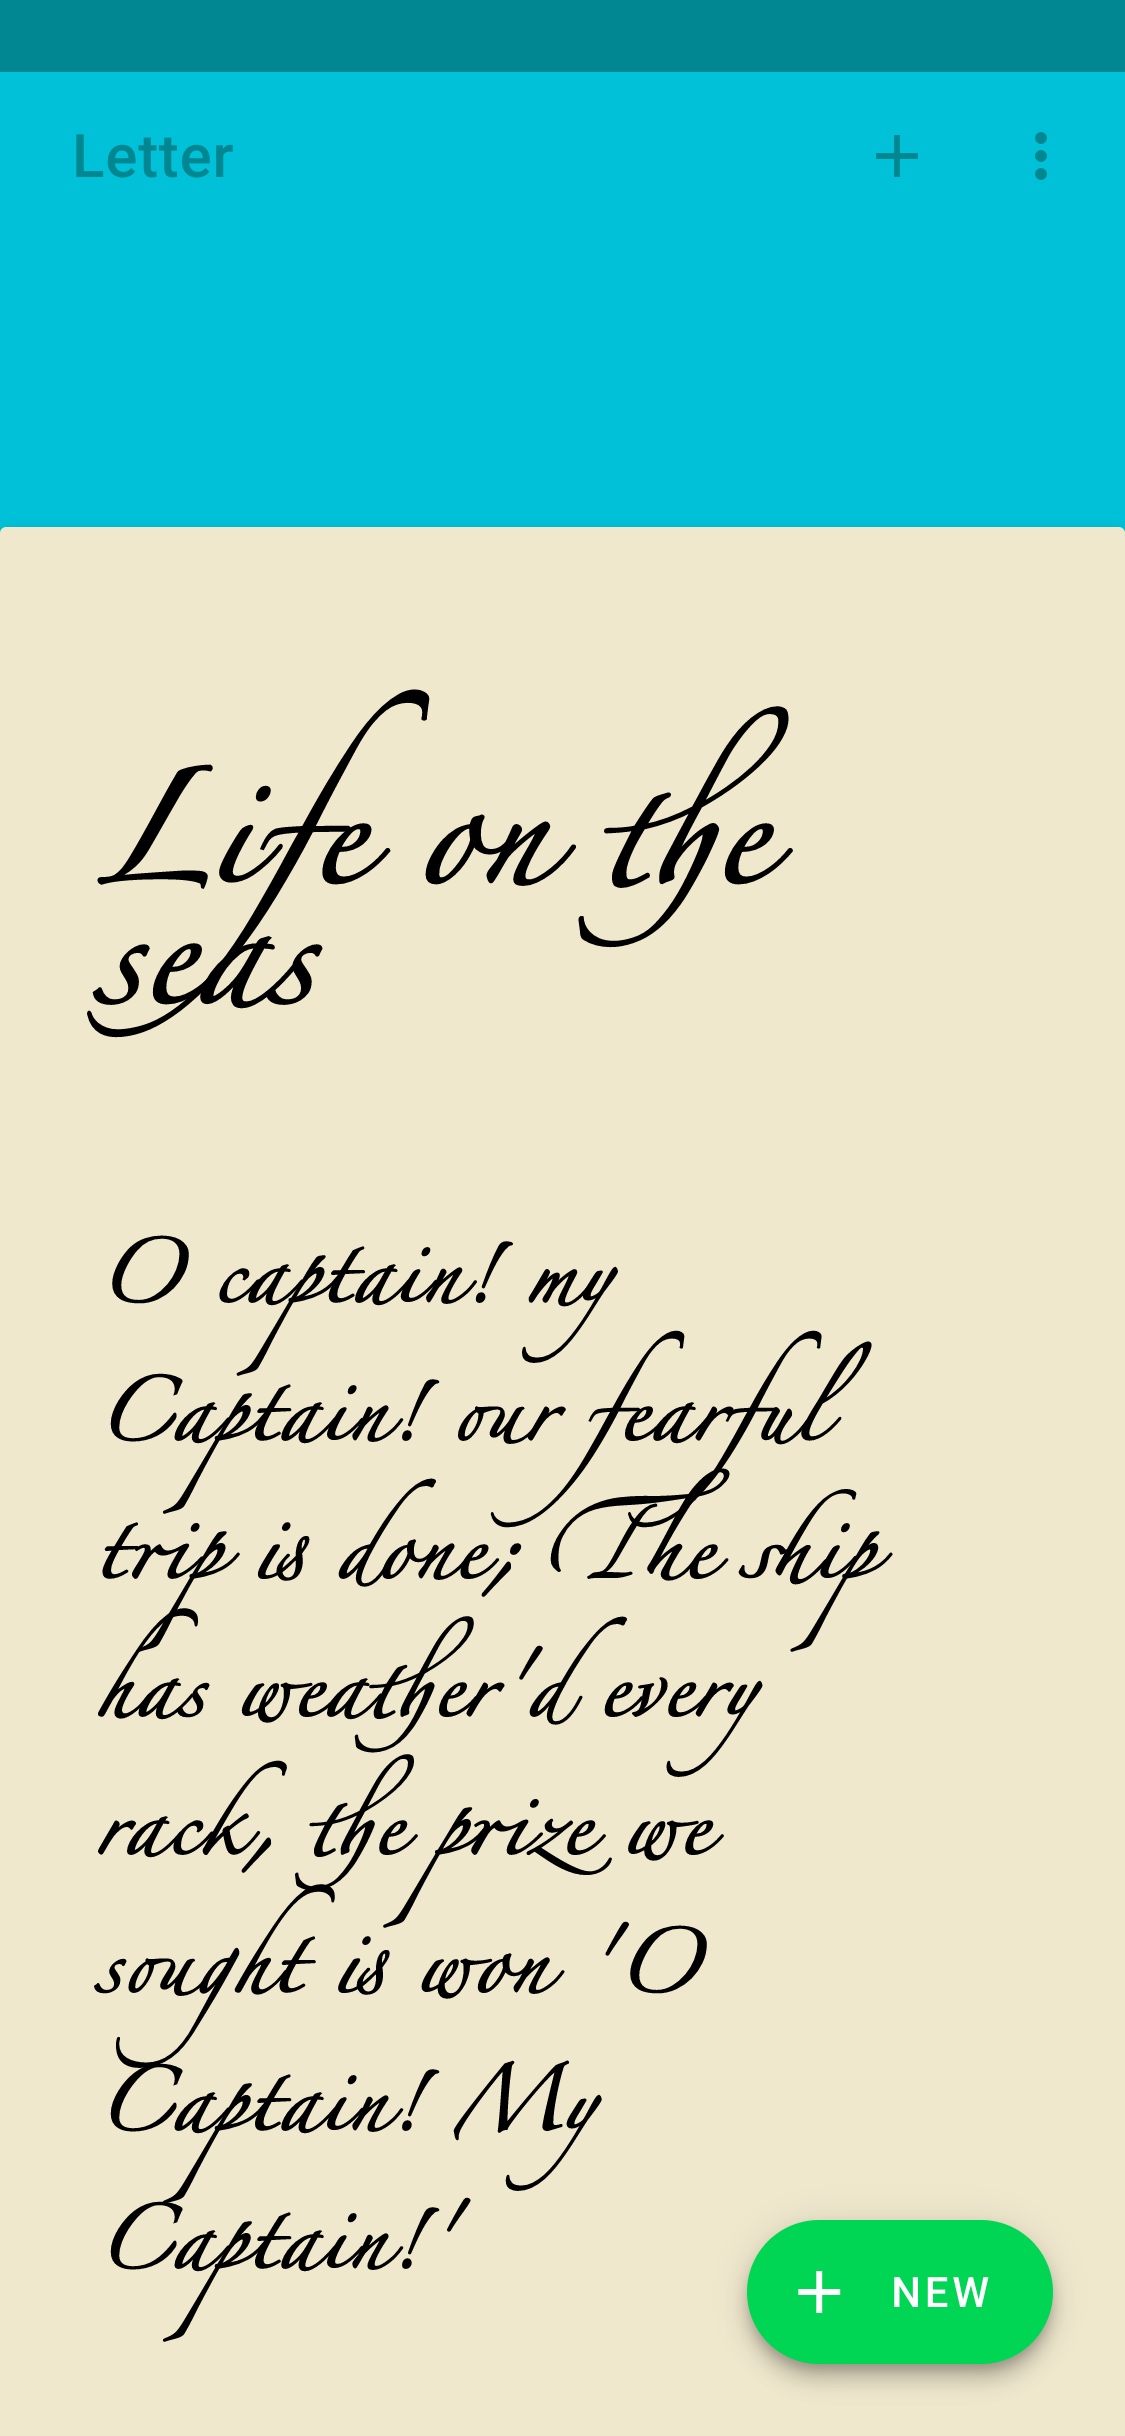 Letter
Life on the
seas
O captain! my
Captain! our fearful
trip is done; The ship
has weather'd every
rack, the prize we
sought is won 'O
Captain! My
Captain!'
NEW